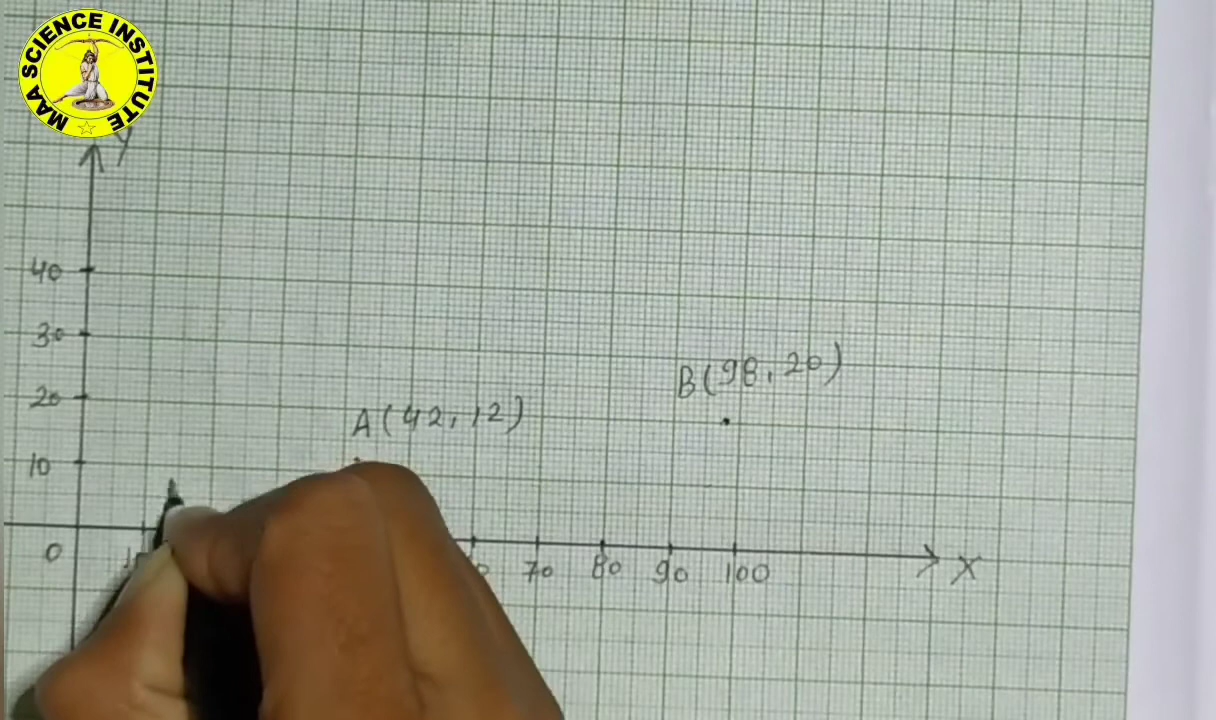 MAA SCIENCE INSTITUTE
Y
40
30
20
10
A(42,12)
B(98,20)
0
70 80 90 100 X